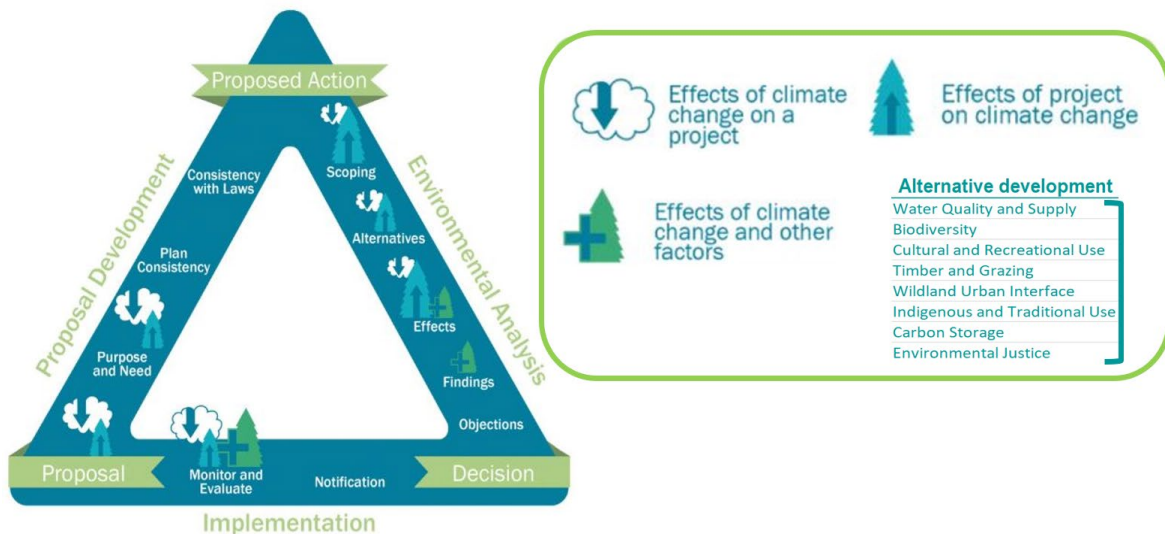 Proposed Action
Proposal Development
Environmental Analysis
Consistency
with Laws
Scoping
Alternatives
Plan
Consistency
Effects
Purpose
and Need
Findings
Objections
Proposal
Monitor and
Evaluate
Notification
Decision
Implementation
Effects of climate
change on a
project
Effects of project
on climate change
Effects of climate
change and other
factors
Alternative development
Water Quality and Supply
Biodiversity
Cultural and Recreational Use
Timber and Grazing
Wildland Urban Interface
Indigenous and Traditional Use
Carbon Storage
Environmental Justice